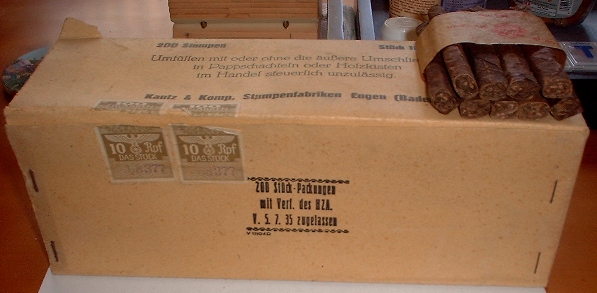 200 Stumpen
Stück
Umfüllen mit oder ohne die äußere
in Pappschachteln oder Holzkisten
im Handel steuerlich unzulässig.
Kautz & Komp. Stumpenfabriken Engen (Bade
10 Rpf
DAS STÜCK
10 Rpf
DAS STÜCK
200 Stück-Packungen
mit Verf. des HZA.
V. 5. 7. 35 zugelassen